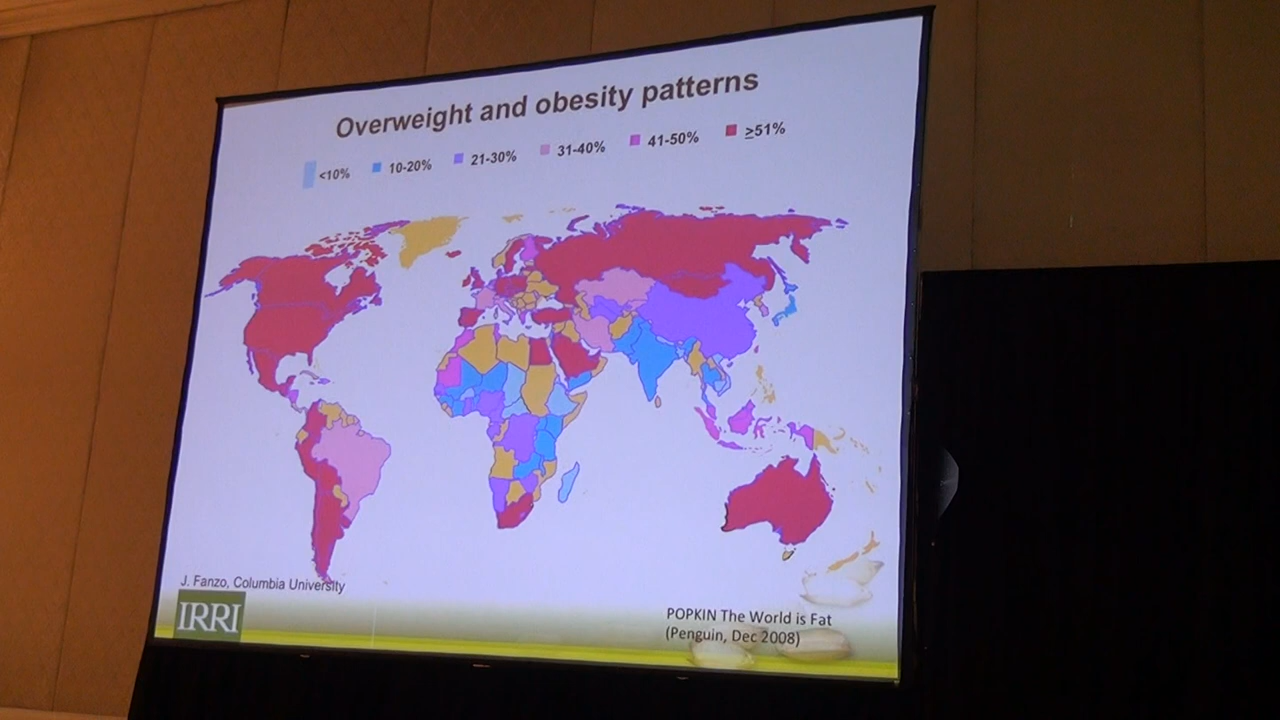 Overweight and obesity patterns
<10% 10-20% 21-30% 31-40% 41-50% ≥51%
J. Fanzo, Columbia University
IRRI
POPKIN The World is Fat
(Penguin, Dec 2008)